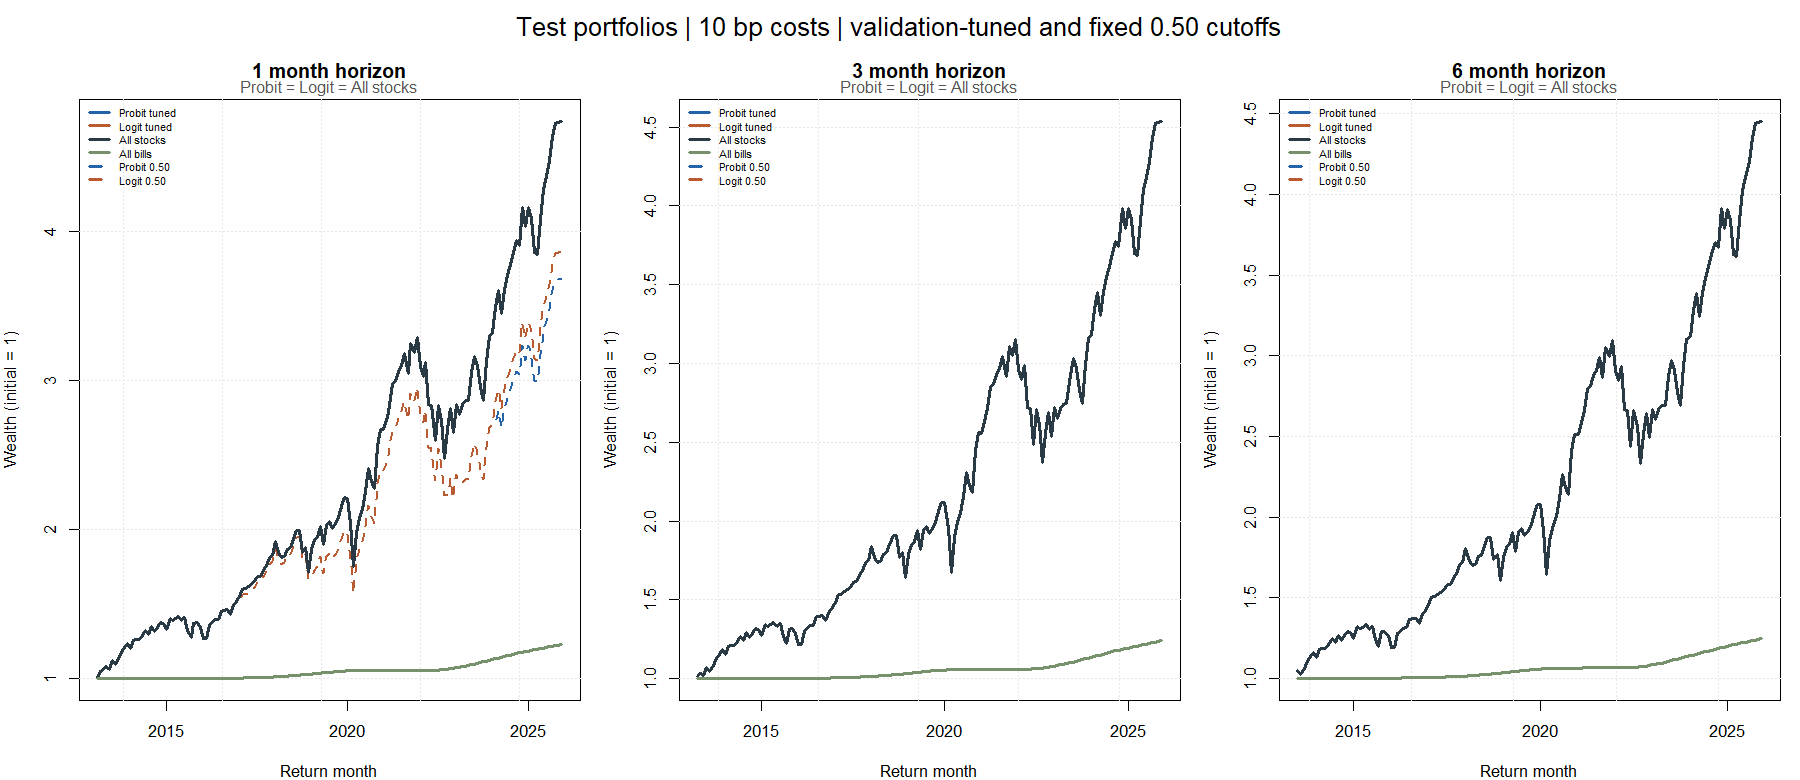 Test portfolios | 10 bp costs | validation-tuned and fixed 0.50 cutoffs
1 month horizon
Probit = Logit = All stocks
Probit tuned
Logit tuned
All stocks
All bills
Probit 0.50
Logit 0.50
4
3
2
1
Wealth (initial = 1)
2015
2020
2025
Return month
3 month horizon
Probit = Logit = All stocks
Probit tuned
Logit tuned
All stocks
All bills
Probit 0.50
Logit 0.50
4.5
4.0
3.5
3.0
2.5
2.0
1.5
1.0
Wealth (initial = 1)
2015
2020
2025
Return month
6 month horizon
Probit = Logit = All stocks
Probit tuned
Logit tuned
All stocks
All bills
Probit 0.50
Logit 0.50
4.5
4.0
3.5
3.0
2.5
2.0
1.5
1.0
Wealth (initial = 1)
2015
2020
2025
Return month